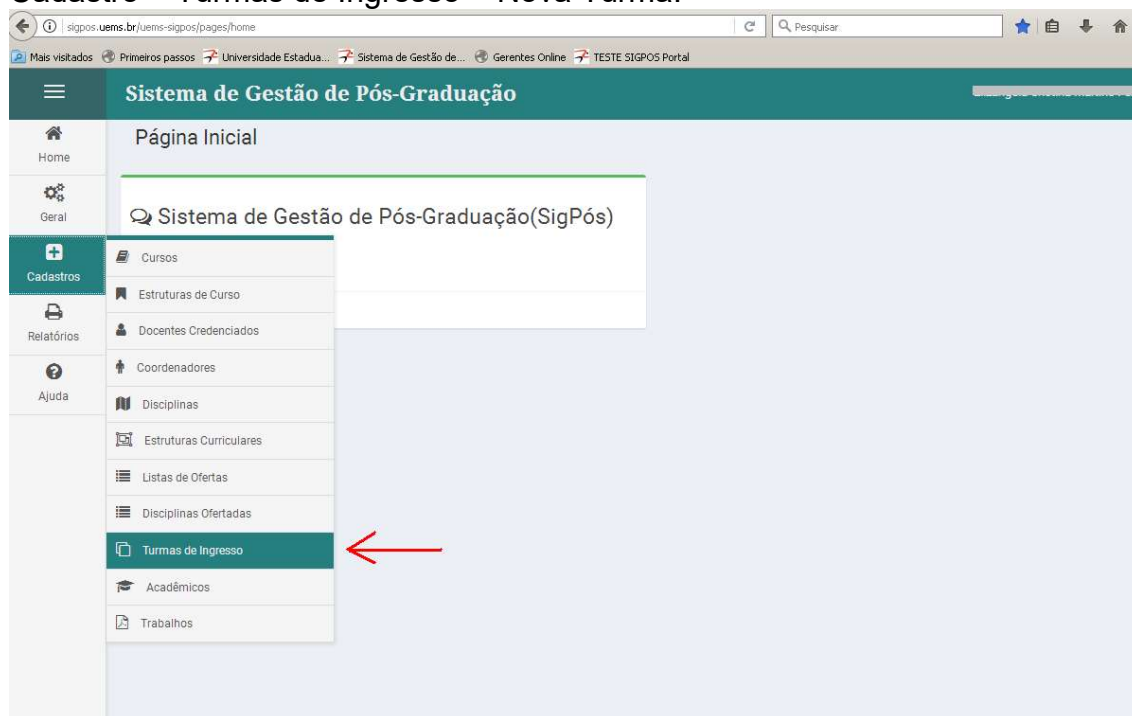 Cadastro – Turmas de Ingresso – Nova Turma.
sigpos.uems.br/uems-sigpos/pages/home
Pesquisar
Mais visitados Primeiros passos Universidade Estadua... Sistema de Gestão de... Gerentes Online TESTE SIGPOS Portal
Sistema de Gestão de Pós-Graduação
Home
Geral
Cadastros
Relatórios
Ajuda
Página Inicial
Sistema de Gestão de Pós-Graduação(SigPós)
Cursos
Estruturas de Curso
Docentes Credenciados
Coordenadores
Disciplinas
Estruturas Curriculares
Listas de Ofertas
Disciplinas Ofertadas
Turmas de Ingresso
Acadêmicos
Trabalhos